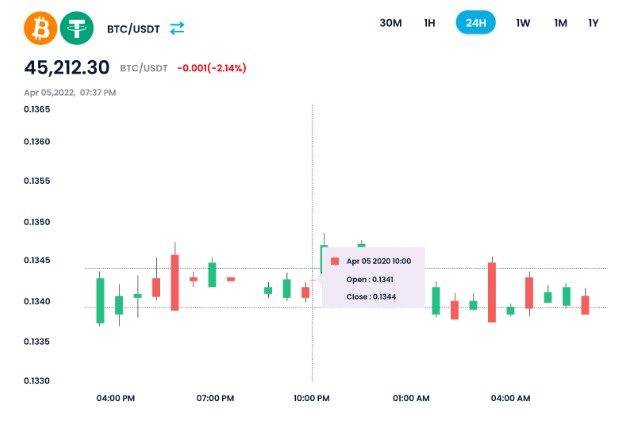 BTC/USDT
30M 1H 24H 1W 1M 1Y
45,212.30 BTC/USDT -0.001(-2.14%)
Apr 05,2022, 07:37 PM
0.1365
0.1360
0.1355
0.1350
0.1345
0.1340
0.1335
0.1330
Apr 05 2020 10:00
Open : 0.1341
Close : 0.1344
04:00 PM 07:00 PM 10:00 PM 01:00 AM 04:00 AM